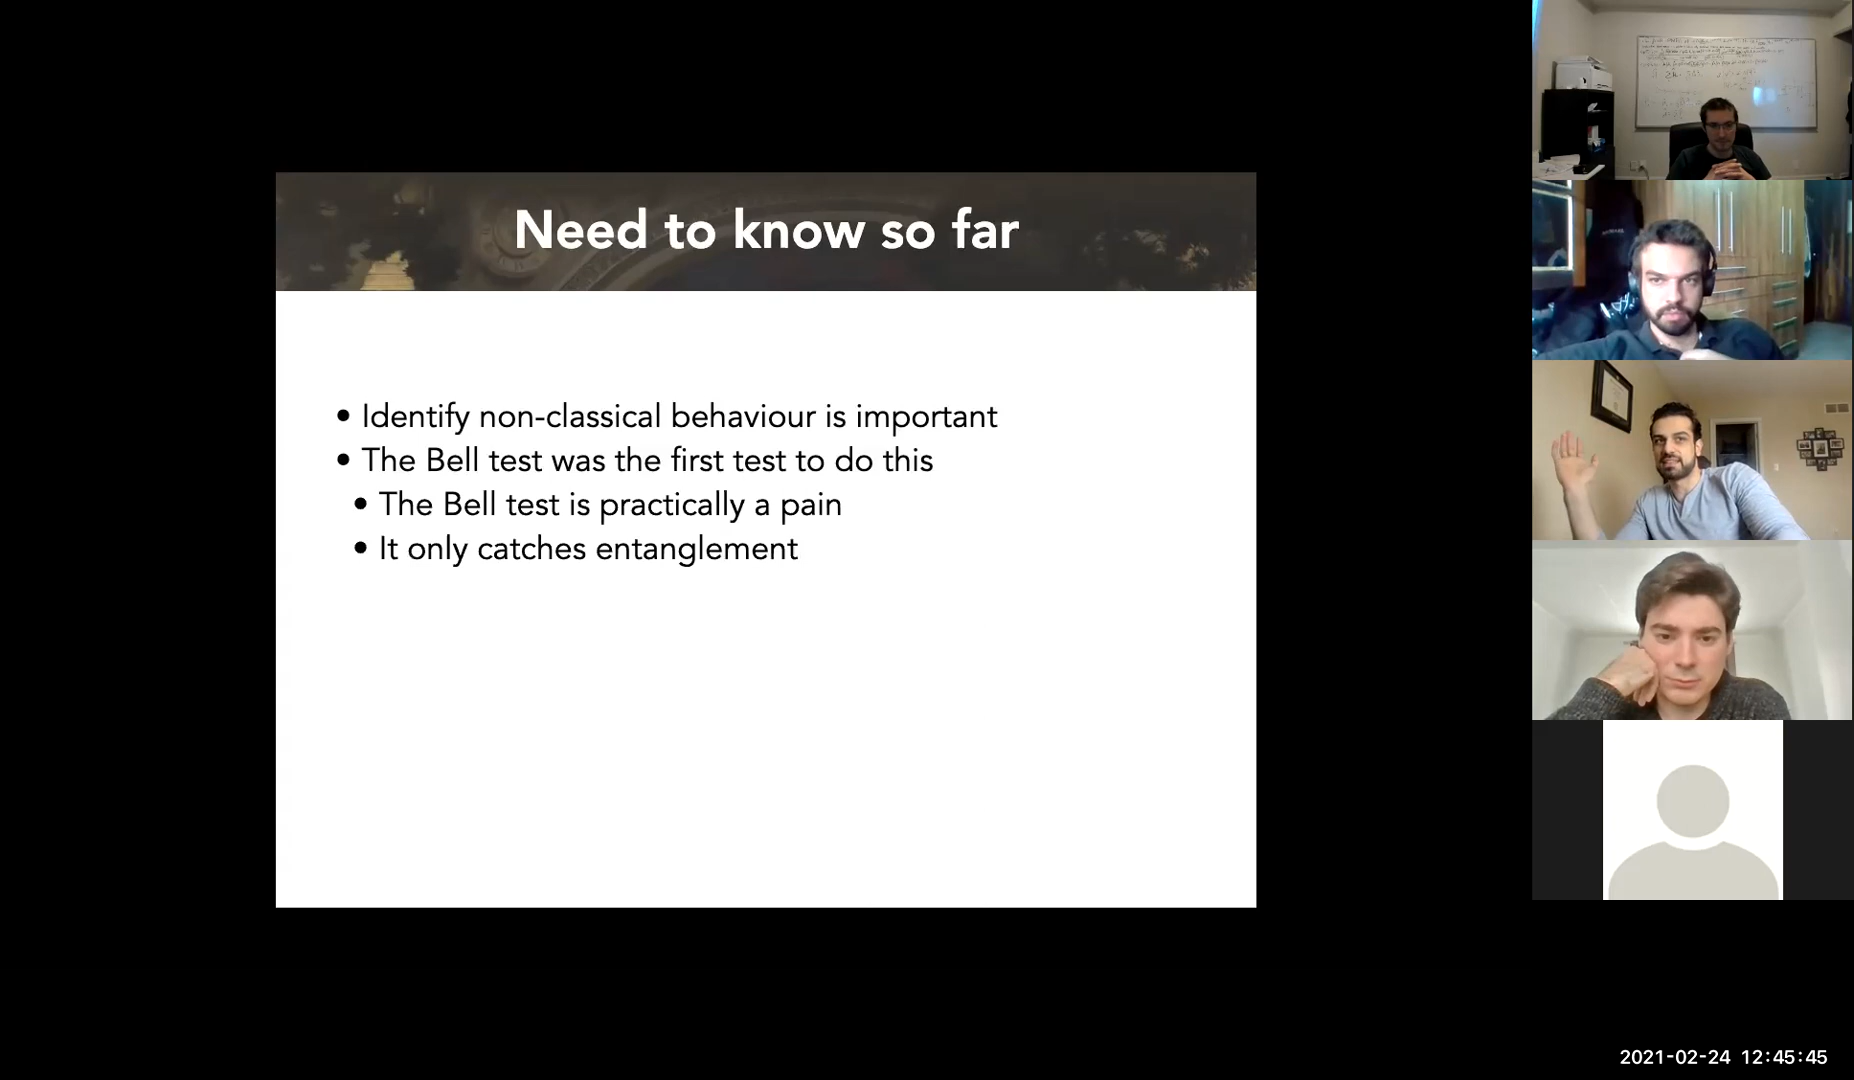 Need to know so far
• Identify non-classical behaviour is important
• The Bell test was the first test to do this
• The Bell test is practically a pain
• It only catches entanglement
2021-02-24 12:45:45